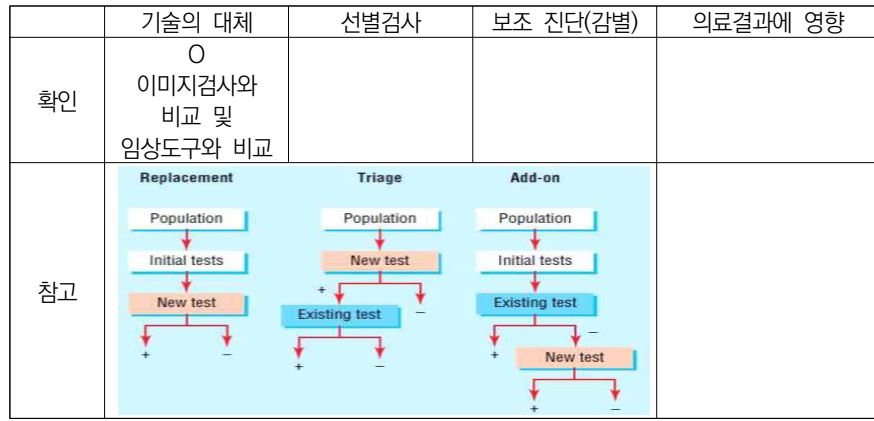 기술의 대체 선별검사 보조 진단(감별) 의료결과에 영향
확인
O
이미지검사와
비교 및
임상도구와 비교
참고
Replacement Triage Add-on
Population
Initial tests
New test
+ −
Population
New test
+ −
Existing test
+ −
Population
Initial tests
Existing test
+ −
New test
+ −